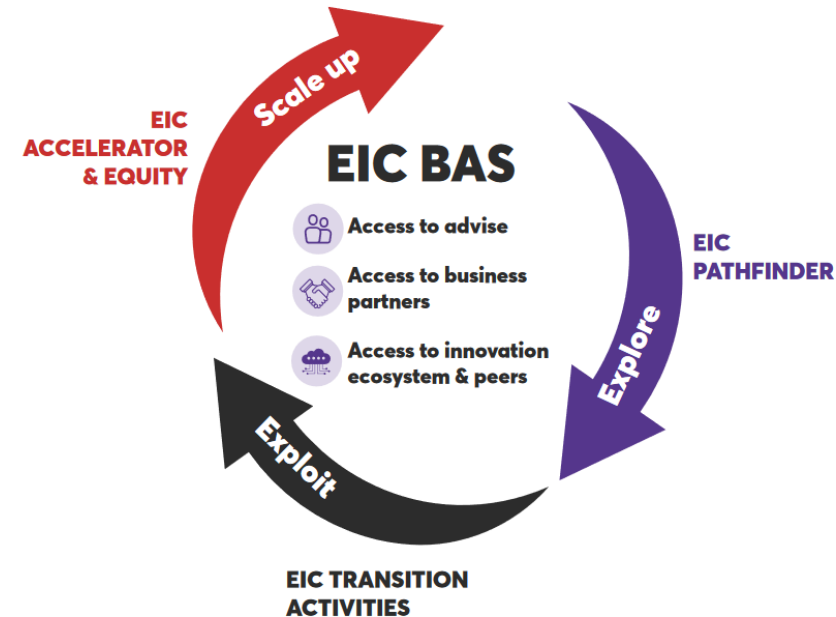 Scale up
EIC
ACCELERATOR
& EQUITY
EIC BAS
Access to advise
Access to business
partners
Access to innovation
ecosystem & peers
EIC
PATHFINDER
Explore
Exploit
EIC TRANSITION
ACTIVITIES